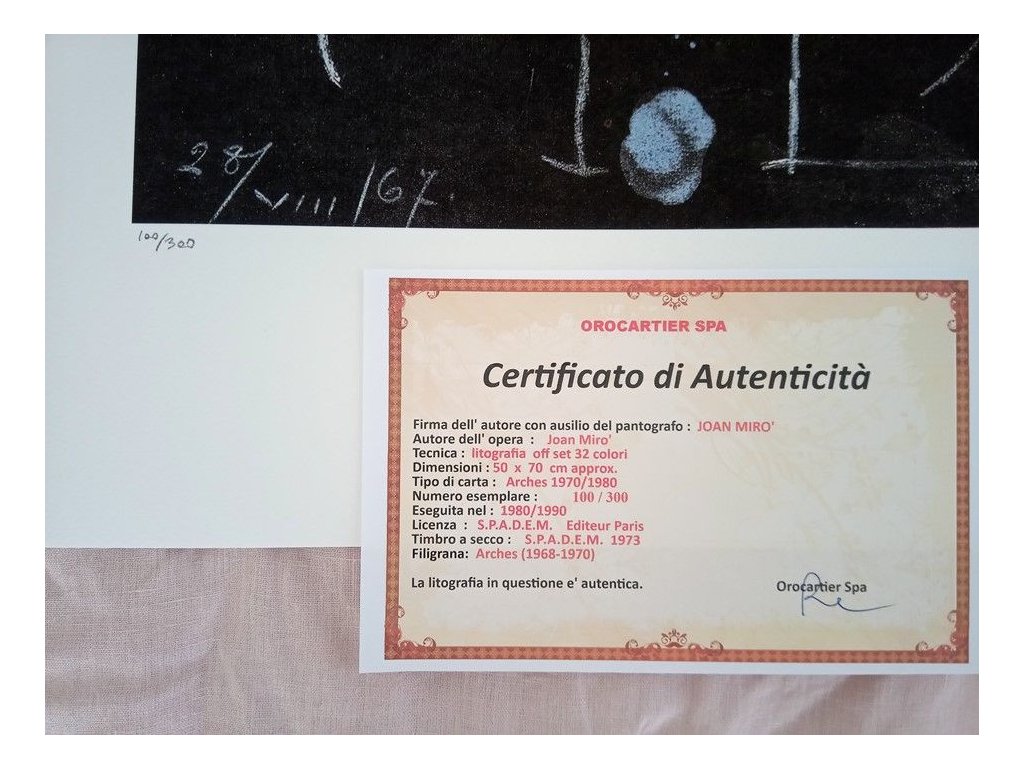 28/VIII/67.
100/300
OROCARTIER SPA
Certificato di Autenticità
Firma dell' autore con ausilio del pantografo : JOAN MIRO'
Autore dell' opera : Joan Miro'
Tecnica : litografia off set 32 colori
Dimensioni : 50 x 70 cm approx.
Tipo di carta : Arches 1970/1980
Numero esemplare : 100 / 300
Eseguita nel : 1980/1990
Licenza : S.P.A.D.E.M. Editeur Paris
Timbro a secco : S.P.A.D.E.M. 1973
Filigrana: Arches (1968-1970)
La litografia in questione e' autentica.
Orocartier Spa